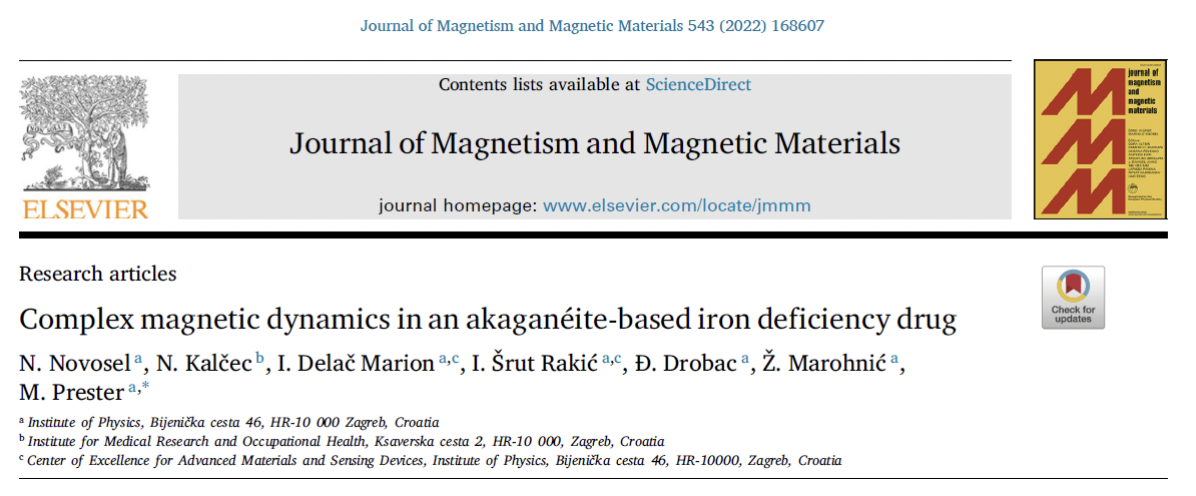 Journal of Magnetism and Magnetic Materials 543 (2022) 168607
Contents lists available at ScienceDirect
Journal of Magnetism and Magnetic Materials
journal homepage: www.elsevier.com/locate/jmmm
ELSEVIER
journal of
magnetism
and
magnetic
materials
Research articles
Check for
updates
Complex magnetic dynamics in an akaganéite-based iron deficiency drug
N. Novosel a, N. Kalčec b, I. Delač Marion a,c, I. Šrut Rakić a,c, Đ. Drobac a, Ž. Marohnić a,
M. Prester a,*
a Institute of Physics, Bijenička cesta 46, HR-10 000 Zagreb, Croatia
b Institute for Medical Research and Occupational Health, Ksaverska cesta 2, HR-10 000, Zagreb, Croatia
c Center of Excellence for Advanced Materials and Sensing Devices, Institute of Physics, Bijenička cesta 46, HR-10000, Zagreb, Croatia